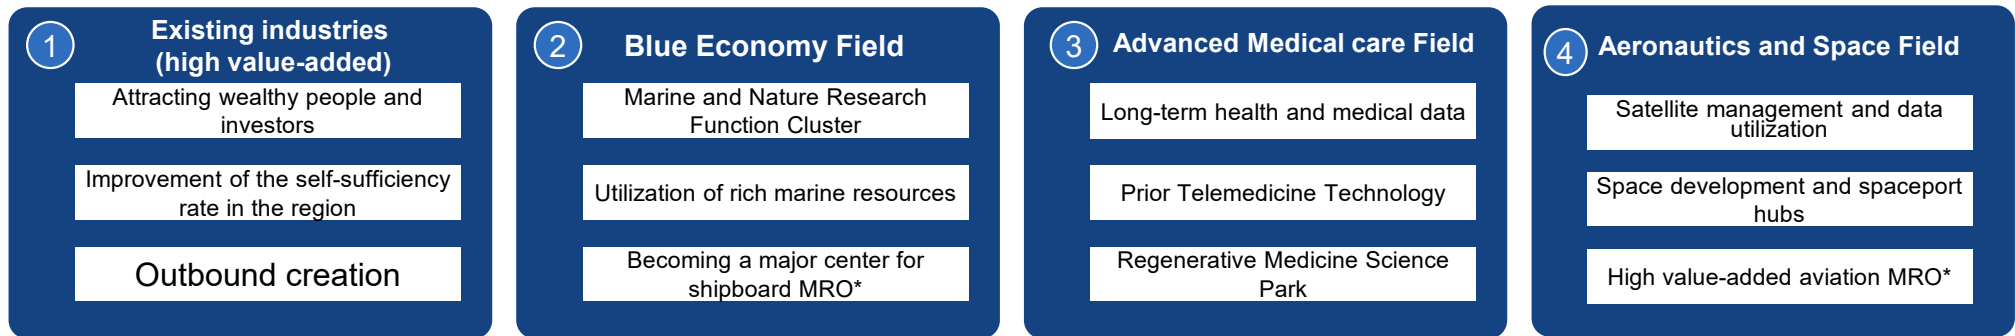 1
Existing industries
(high value-added)
Attracting wealthy people and
investors
Improvement of the self-sufficiency
rate in the region
Outbound creation
2
Blue Economy Field
Marine and Nature Research
Function Cluster
Utilization of rich marine resources
Becoming a major center for
shipboard MRO*
3
Advanced Medical care Field
Long-term health and medical data
Prior Telemedicine Technology
Regenerative Medicine Science
Park
4
Aeronautics and Space Field
Satellite management and data
utilization
Space development and spaceport
hubs
High value-added aviation MRO*